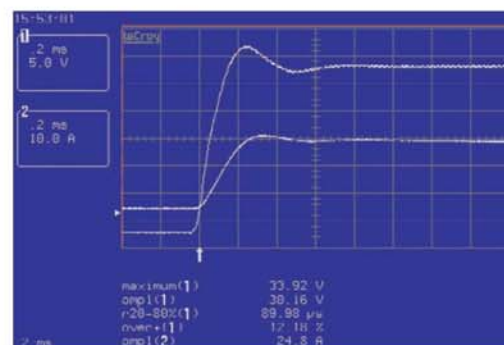 15-53-01
1
.2 ms
5.0 V
2
.2 ms
10.0 A
LeCroy
maximum(1) 33.92 V
ampl(1) 30.16 V
r20-80%(1) 89.98 µs
over+(1) 12.18 %
.2 ms ampl(2) 24.8 A